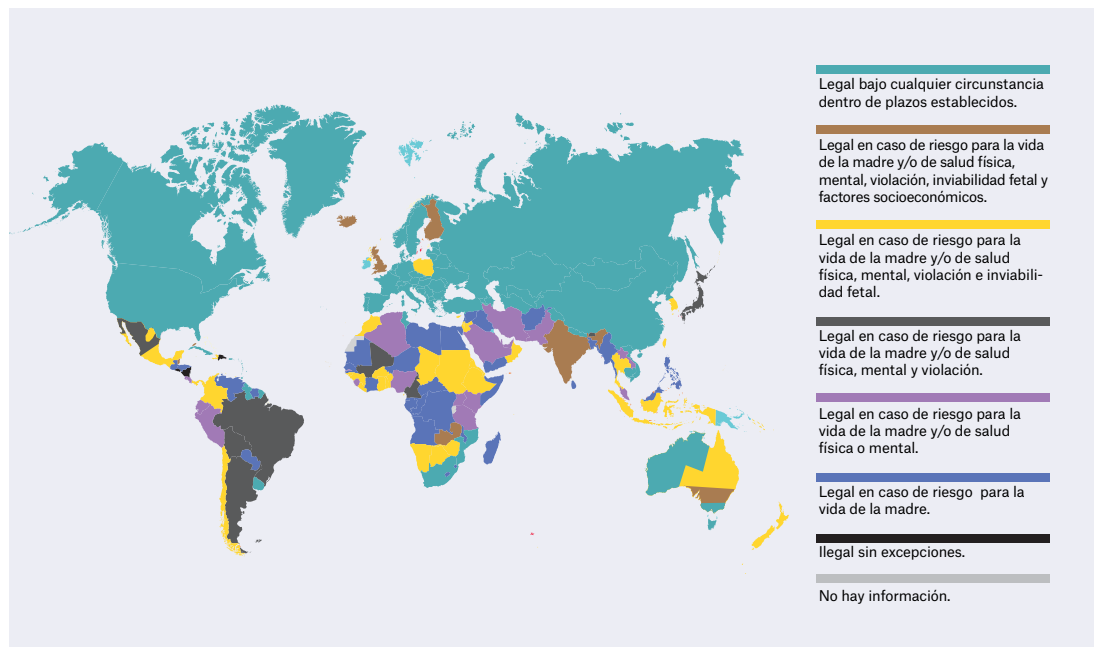 Legal bajo cualquier circunstancia
dentro de plazos establecidos.
Legal en caso de riesgo para la vida
de la madre y/o de salud física,
mental, violación, inviabilidad fetal y
factores socioeconómicos.
Legal en caso de riesgo para la
vida de la madre y/o de salud
física, mental, violación e inviabili-
dad fetal.
Legal en caso de riesgo para la
vida de la madre y/o de salud
física, mental y violación.
Legal en caso de riesgo para la
vida de la madre y/o de salud
física o mental.
Legal en caso de riesgo para la
vida de la madre.
Ilegal sin excepciones.
No hay información.